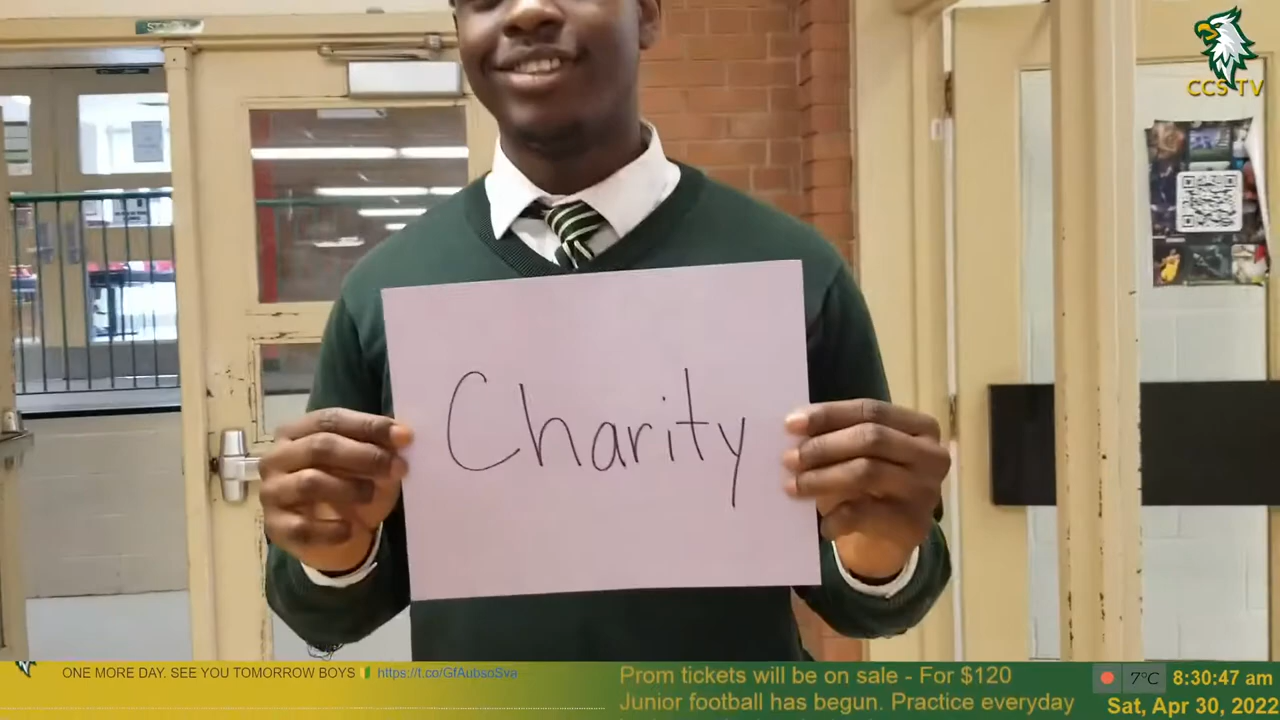 CCS TV
Charity
ONE MORE DAY. SEE YOU TOMORROW BOYS 🔰 https://t.co/GfAubsoSva
Prom tickets will be on sale - For $120
Junior football has begun. Practice everyday
7°C
8:30:47 am
Sat, Apr 30, 2022